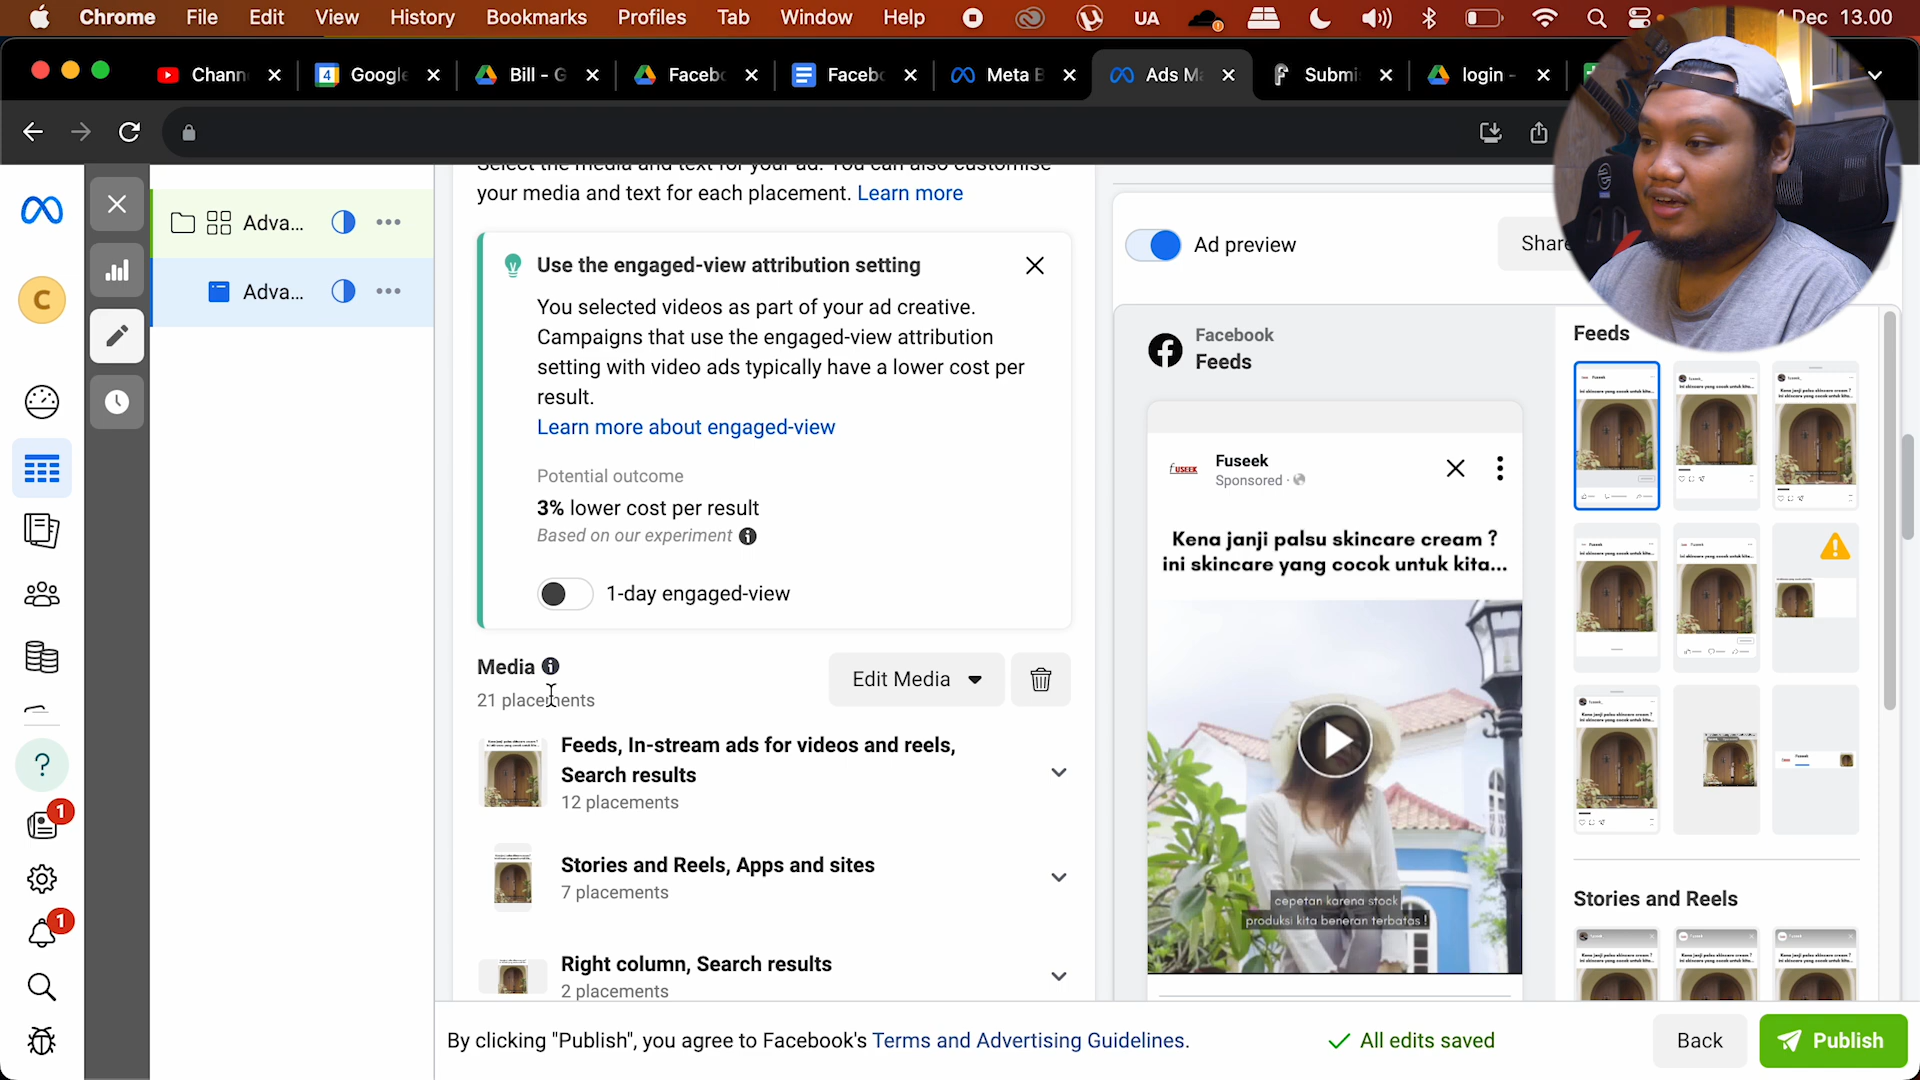 Chrome File Edit View History Bookmarks Profiles Tab Window Help UA 4 Dec 13.00
Chann Google Bill - G Facebo Facebo Meta B Ads Ma Submi login -
4
your media and text for each placement. Learn more
Adva...
Adva...
C
?
1
1
Use the engaged-view attribution setting
You selected videos as part of your ad creative.
Campaigns that use the engaged-view attribution
setting with video ads typically have a lower cost per
result.
Learn more about engaged-view
Potential outcome
3% lower cost per result
Based on our experiment
1-day engaged-view
Media
21 placements
Edit Media
Feeds, In-stream ads for videos and reels,
Search results
12 placements
Stories and Reels, Apps and sites
7 placements
Right column, Search results
2 placements
Ad preview
Share
Facebook
Feeds
FUSEEK
Fuseek
Sponsored ·
Kena janji palsu skincare cream ?
ini skincare yang cocok untuk kita...
cepetan karena stock
produksi kita beneran terbatas !
Feeds
Stories and Reels
By clicking "Publish", you agree to Facebook's Terms and Advertising Guidelines.
All edits saved
Back
Publish